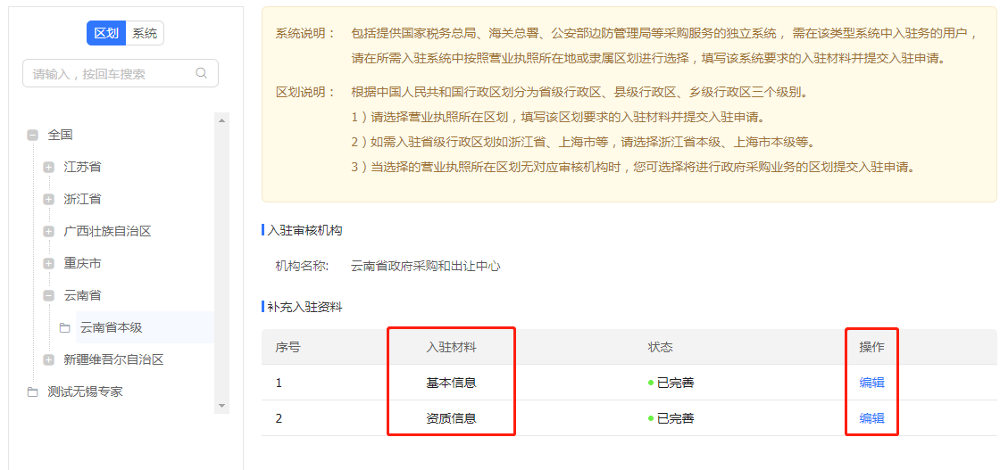 区划 系统
请输入，按回车搜索
全国
江苏省
浙江省
广西壮族自治区
重庆市
云南省
云南省本级
新疆维吾尔自治区
测试无锡专家
系统说明： 包括提供国家税务总局、海关总署、公安部边防管理局等采购服务的独立系统， 需在该类型系统中入驻务的用户，
请在所需入驻系统中按照营业执照所在地或隶属区划进行选择，填写该系统要求的入驻材料并提交入驻申请。
区划说明： 根据中国人民共和国行政区划分为省级行政区、县级行政区、乡级行政区三个级别。
1）请选择营业执照所在区划，填写该区划要求的入驻材料并提交入驻申请。
2）如需入驻省级行政区划如浙江省、上海市等，请选择浙江省本级、上海市本级等。
3）当选择的营业执照所在区划无对应审核机构时，您可选择将进行政府采购业务的区划提交入驻申请。
入驻审核机构
机构名称: 云南省政府采购和出让中心
补充入驻资料
序号 入驻材料 状态 操作
1 基本信息 已完善 编辑
2 资质信息 已完善 编辑